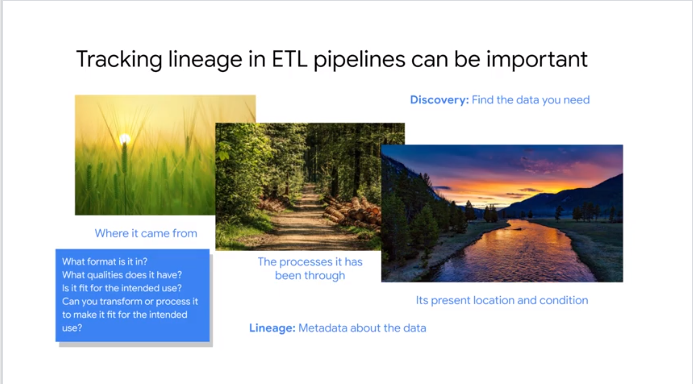 Tracking lineage in ETL pipelines can be important
Discovery: Find the data you need
Where it came from
What format is it in?
What qualities does it have?
Is it fit for the intended use?
Can you transform or process it
to make it fit for the intended
use?
The processes it has
been through
Its present location and condition
Lineage: Metadata about the data